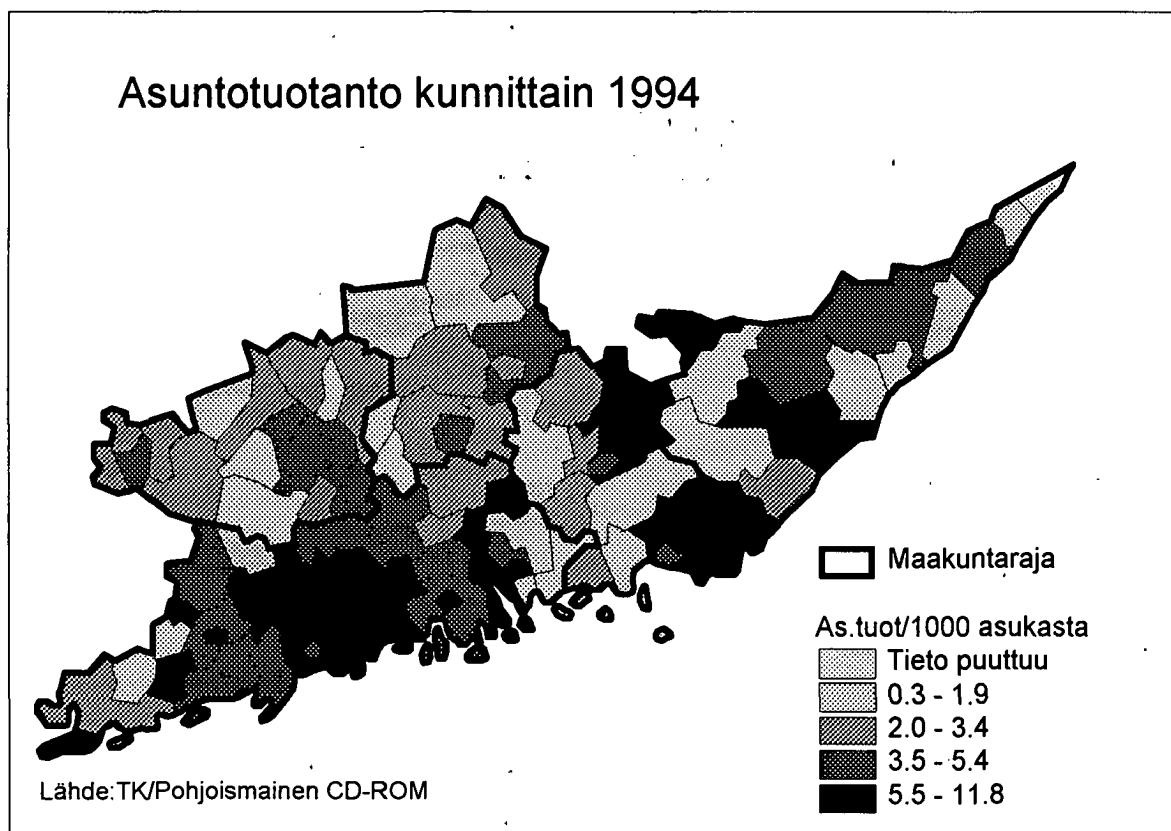 Asuntotuotanto kunnittain 1994
Maakuntaraja
As.tuot/1000 asukasta
Tieto puuttuu
0.3 - 1.9
2.0 - 3.4
3.5 - 5.4
5.5 - 11.8
Lähde:TK/Pohjoismainen CD-ROM